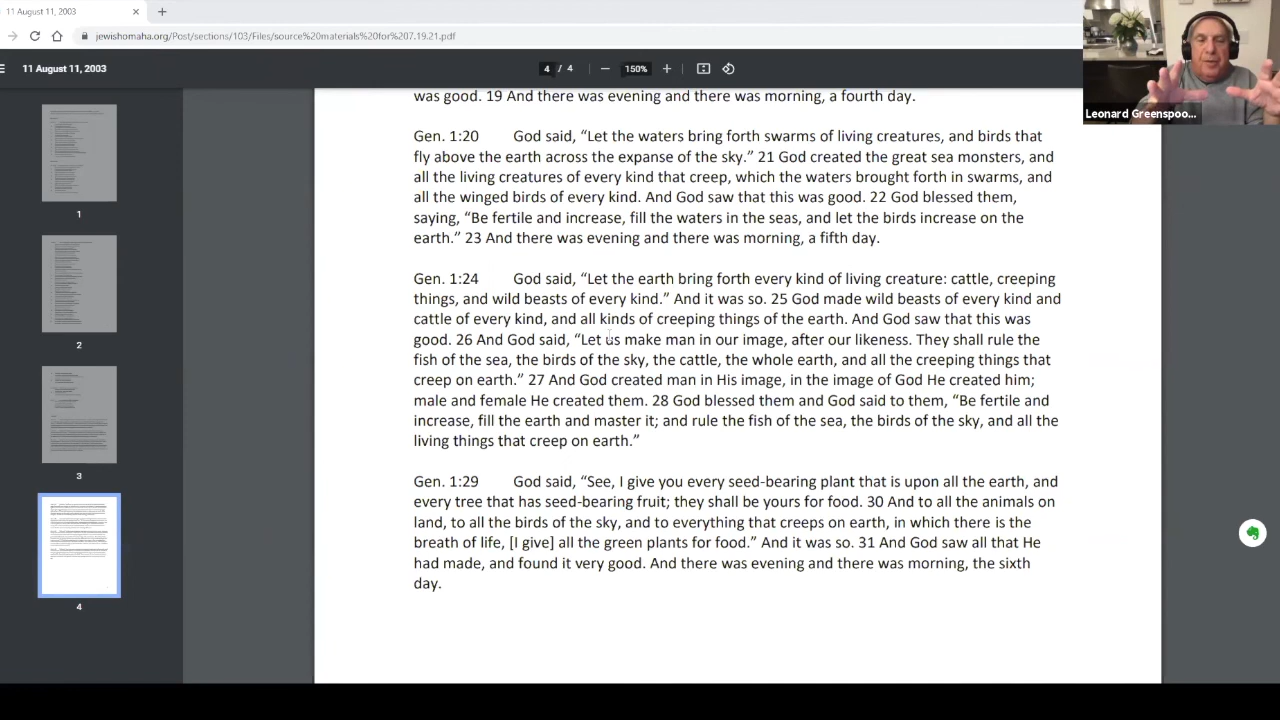 11 August 11, 2003
jewishomaha.org/Post/sections/103/Files/source%20materials%20for%207.19.21.pdf
11 August 11, 2003
4 / 4
150%
Leonard Greenspoo...
was good. 19 And there was evening and there was morning, a fourth day.
Gen. 1:20 God said, “Let the waters bring forth swarms of living creatures, and birds that
fly above the earth across the expanse of the sky.” 21 God created the great sea monsters, and
all the living creatures of every kind that creep, which the waters brought forth in swarms, and
all the winged birds of every kind. And God saw that this was good. 22 God blessed them,
saying, “Be fertile and increase, fill the waters in the seas, and let the birds increase on the
earth.” 23 And there was evening and there was morning, a fifth day.
Gen. 1:24 God said, “Let the earth bring forth every kind of living creature: cattle, creeping
things, and wild beasts of every kind.” And it was so. 25 God made wild beasts of every kind and
cattle of every kind, and all kinds of creeping things of the earth. And God saw that this was
good. 26 And God said, “Let us make man in our image, after our likeness. They shall rule the
fish of the sea, the birds of the sky, the cattle, the whole earth, and all the creeping things that
creep on earth.” 27 And God created man in His image, in the image of God He created him;
male and female He created them. 28 God blessed them and God said to them, “Be fertile and
increase, fill the earth and master it; and rule the fish of the sea, the birds of the sky, and all the
living things that creep on earth.”
Gen. 1:29 God said, “See, I give you every seed-bearing plant that is upon all the earth, and
every tree that has seed-bearing fruit; they shall be yours for food. 30 And to all the animals on
land, to all the birds of the sky, and to everything that creeps on earth, in which there is the
breath of life, [I give] all the green plants for food.” And it was so. 31 And God saw all that He
had made, and found it very good. And there was evening and there was morning, the sixth
day.
1
2
3
4